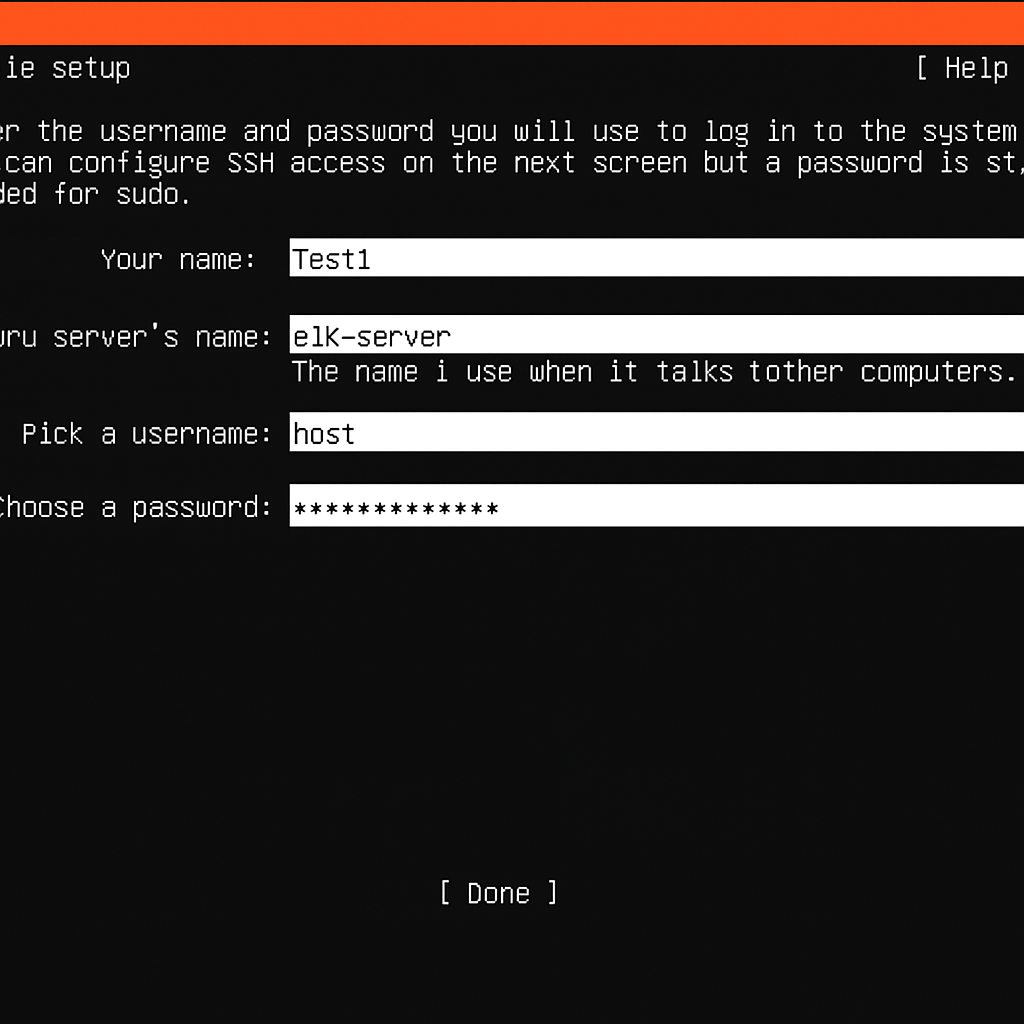 ie setup [ Help
er the username and password you will use to log in to the system
can configure SSH access on the next screen but a password is st,
ded for sudo.
Your name: Test1
uru server's name: elK-server
The name i use when it talks tother computers.
Pick a username: host
Choose a password: *************
[ Done ]